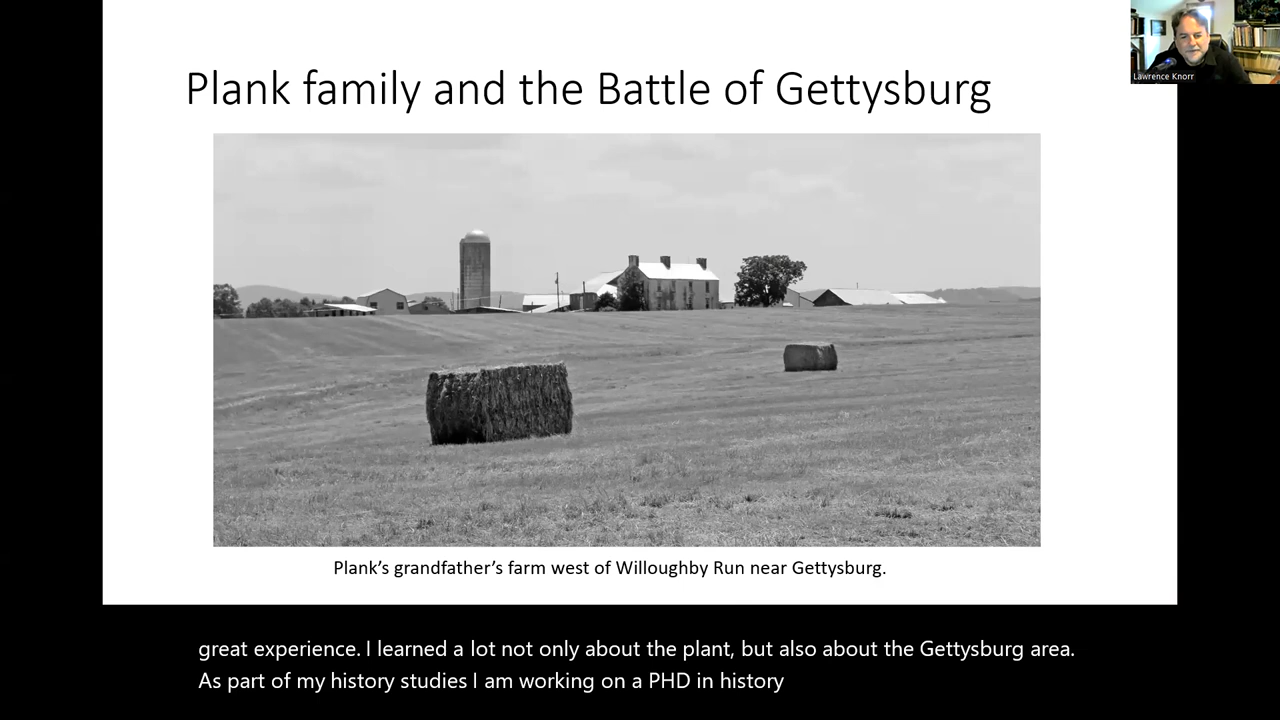 Lawrence Knorr
Plank family and the Battle of Gettysburg
Plank’s grandfather’s farm west of Willoughby Run near Gettysburg.
great experience. I learned a lot not only about the plant, but also about the Gettysburg area.
As part of my history studies I am working on a PHD in history